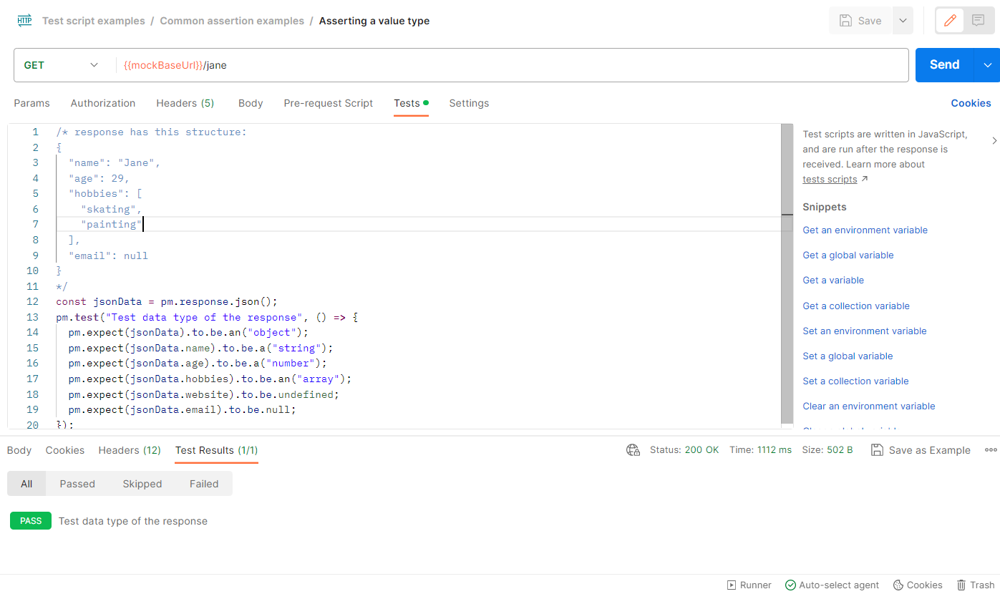 HTTP Test script examples / Common assertion examples / Asserting a value type
Save
GET {{mockBaseUrl}}/jane
Send
Params Authorization Headers (5) Body Pre-request Script Tests Settings
Cookies
1 /* response has this structure:
2 {
3 "name": "Jane",
4 "age": 29,
5 "hobbies": [
6 "skating",
7 "painting"
8 ],
9 "email": null
10 }
11 */
12 const jsonData = pm.response.json();
13 pm.test("Test data type of the response", () => {
14 pm.expect(jsonData).to.be.an("object");
15 pm.expect(jsonData.name).to.be.a("string");
16 pm.expect(jsonData.age).to.be.a("number");
17 pm.expect(jsonData.hobbies).to.be.an("array");
18 pm.expect(jsonData.website).to.be.undefined;
19 pm.expect(jsonData.email).to.be.null;
20 });
Test scripts are written in JavaScript,
and are run after the response is
received. Learn more about
tests scripts ↗
Snippets
Get an environment variable
Get a global variable
Get a variable
Get a collection variable
Set an environment variable
Set a global variable
Set a collection variable
Clear an environment variable
Body Cookies Headers (12) Test Results (1/1)
Status: 200 OK Time: 1112 ms Size: 502 B Save as Example
All Passed Skipped Failed
PASS Test data type of the response
Runner Auto-select agent Cookies Trash